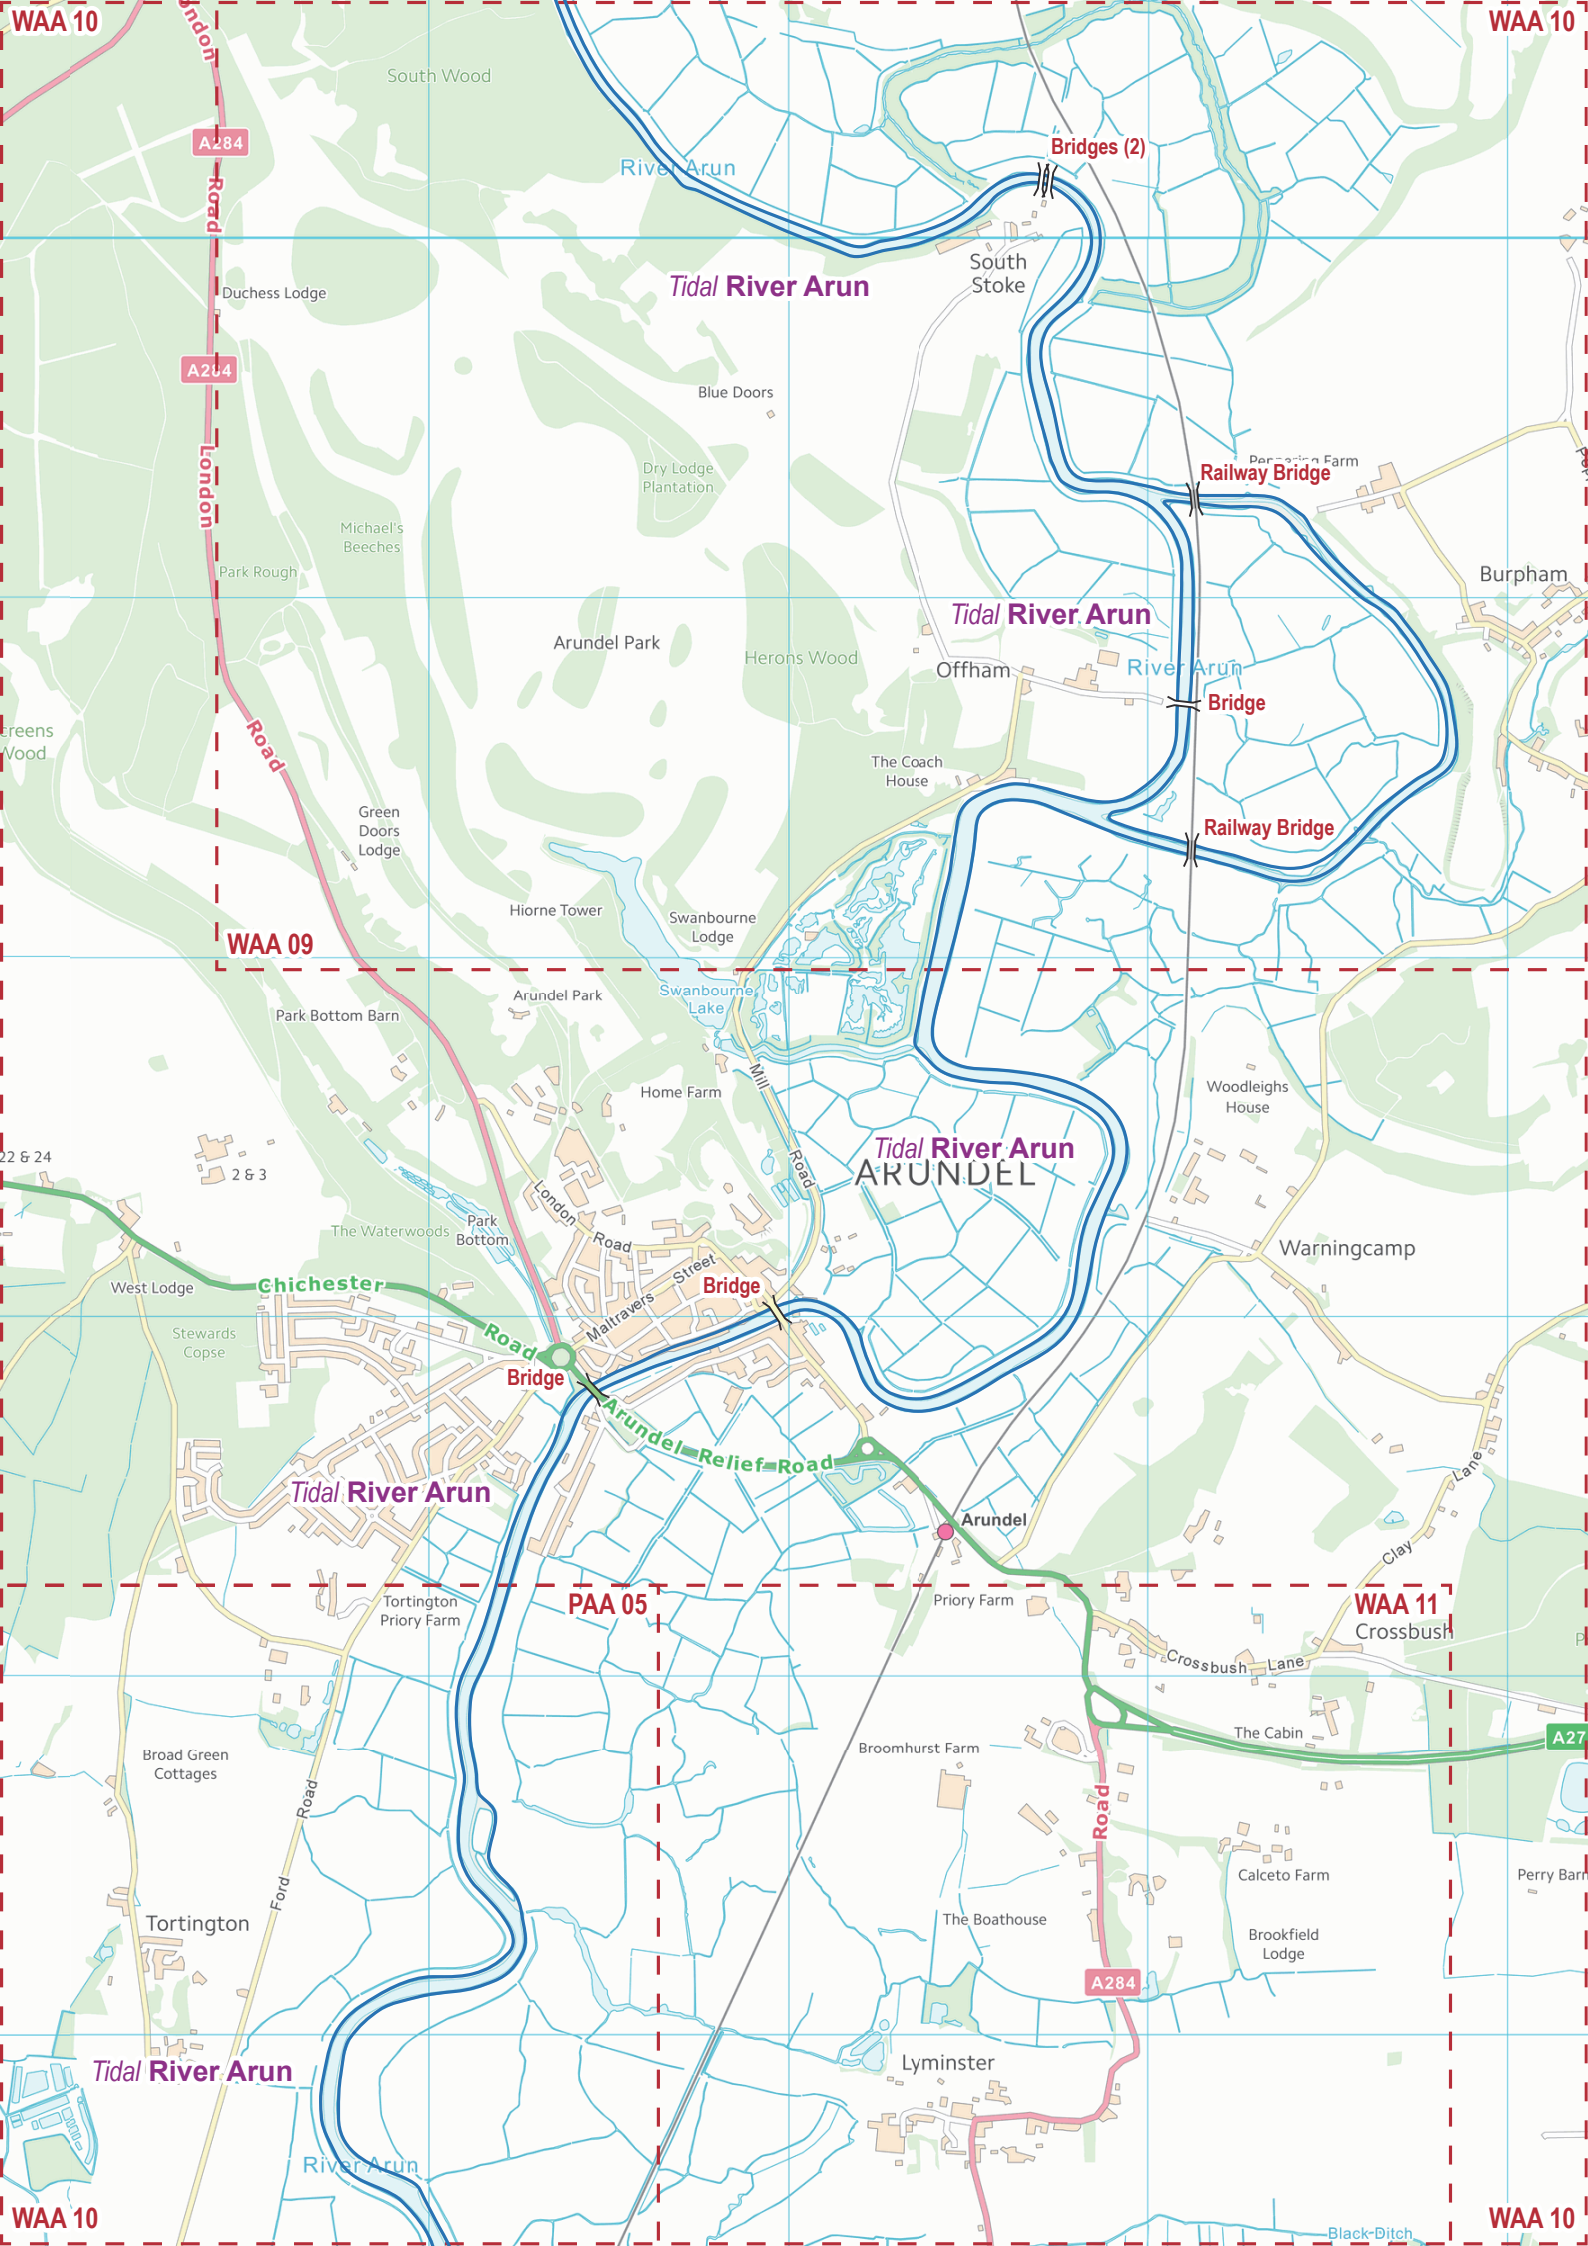 WAA 10
WAA 10
London
South Wood
A284
Road
River Arun
Bridges (2)
South
Stoke
Tidal River Arun
Duchess Lodge
A284
Blue Doors
London
Dry Lodge
Plantation
Michael's
Beeches
Park Rough
Railway Bridge
Burpham
Tidal River Arun
Arundel Park
Herons Wood
Offham
River Arun
Bridge
creens
Wood
Road
The Coach
House
Green
Doors
Lodge
Railway Bridge
Hiorne Tower
Swanbourne
Lodge
WAA 09
Arundel Park
Swanbourne
Lake
Park Bottom Barn
Mill
Road
Home Farm
Woodleighs
House
Tidal River Arun
ARUNDEL
22 & 24
2 & 3
London
Road
Park
Bottom
The Waterwoods
Warningcamp
West Lodge
Chichester
Road
Maltravers
Street
Bridge
Stewards
Copse
Bridge
Arundel Relief Road
Tidal River Arun
Arundel
Lane
Clay
Tortington
Priory Farm
PAA 05
Priory Farm
WAA 11
Crossbush
Crossbush Lane
The Cabin
A27
Broad Green
Cottages
Broomhurst Farm
Road
Road
Ford
Calceto Farm
Perry Barn
Tortington
The Boathouse
Brookfield
Lodge
A284
Tidal River Arun
Lyminster
River Arun
WAA 10
WAA 10
Black Ditch